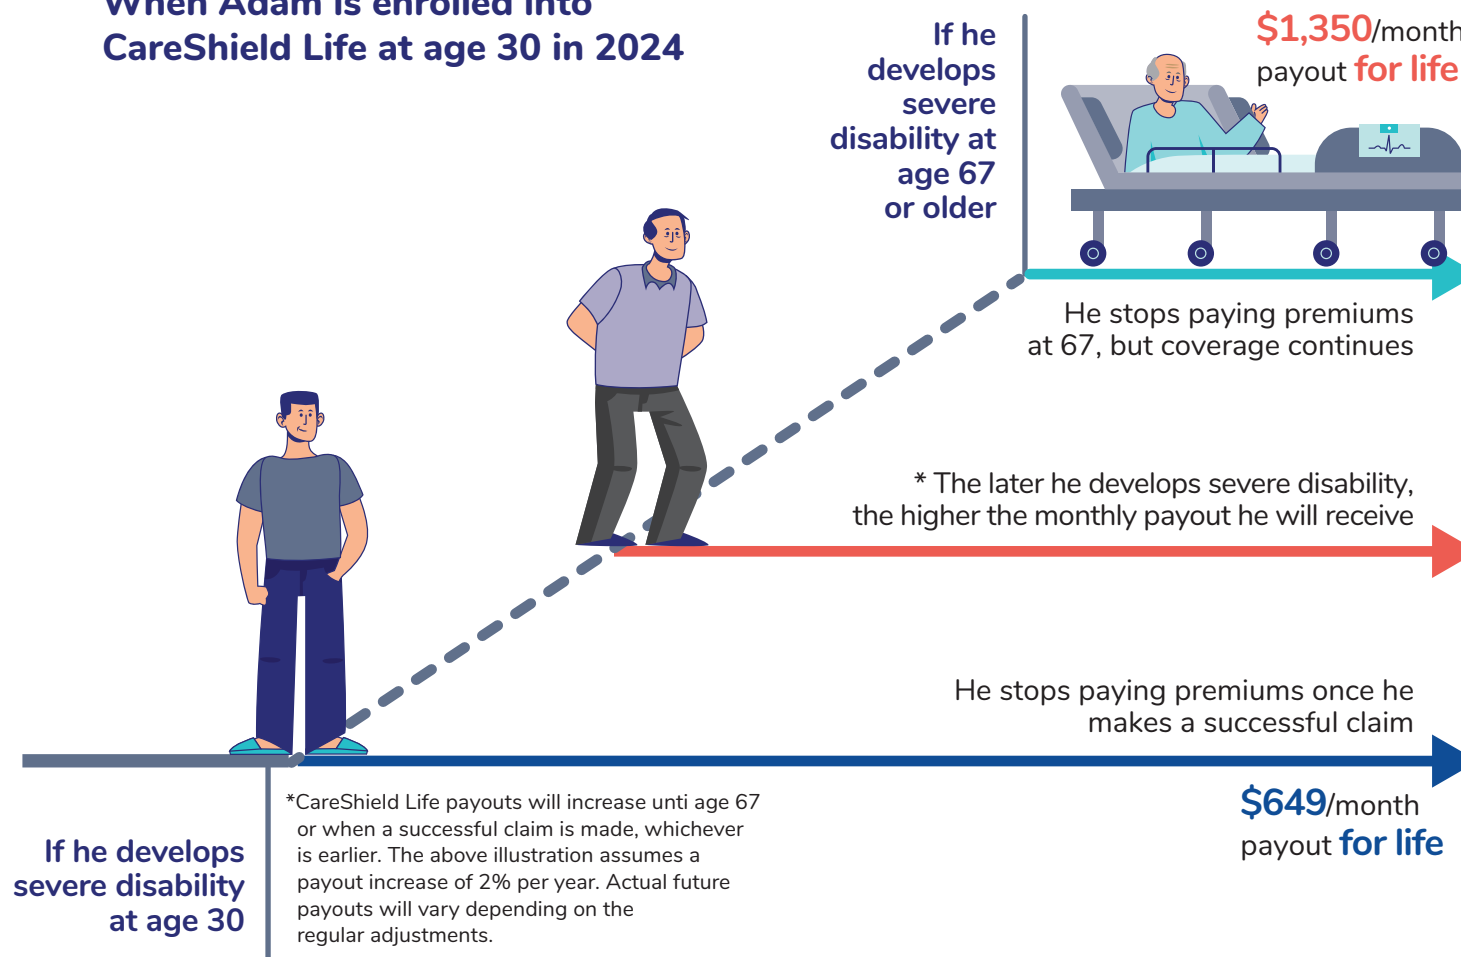 When Adam is enrolled into
CareShield Life at age 30 in 2024
If he
develops
severe
disability at
age 67
or older
$1,350/month
payout for life
He stops paying premiums
at 67, but coverage continues
* The later he develops severe disability,
the higher the monthly payout he will receive
He stops paying premiums once he
makes a successful claim
$649/month
payout for life
If he develops
severe disability
at age 30
*CareShield Life payouts will increase unti age 67
or when a successful claim is made, whichever
is earlier. The above illustration assumes a
payout increase of 2% per year. Actual future
payouts will vary depending on the
regular adjustments.